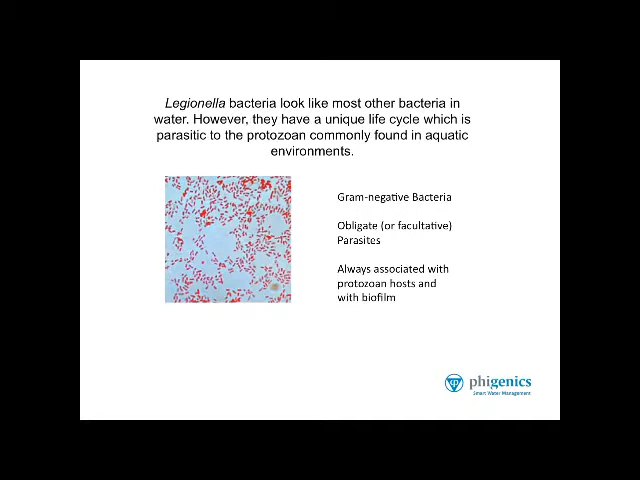 Legionella bacteria look like most other bacteria in
water. However, they have a unique life cycle which is
parasitic to the protozoan commonly found in aquatic
environments.
Gram-negative Bacteria
Obligate (or facultative)
Parasites
Always associated with
protozoan hosts and
with biofilm
phigenics
Smart Water Management